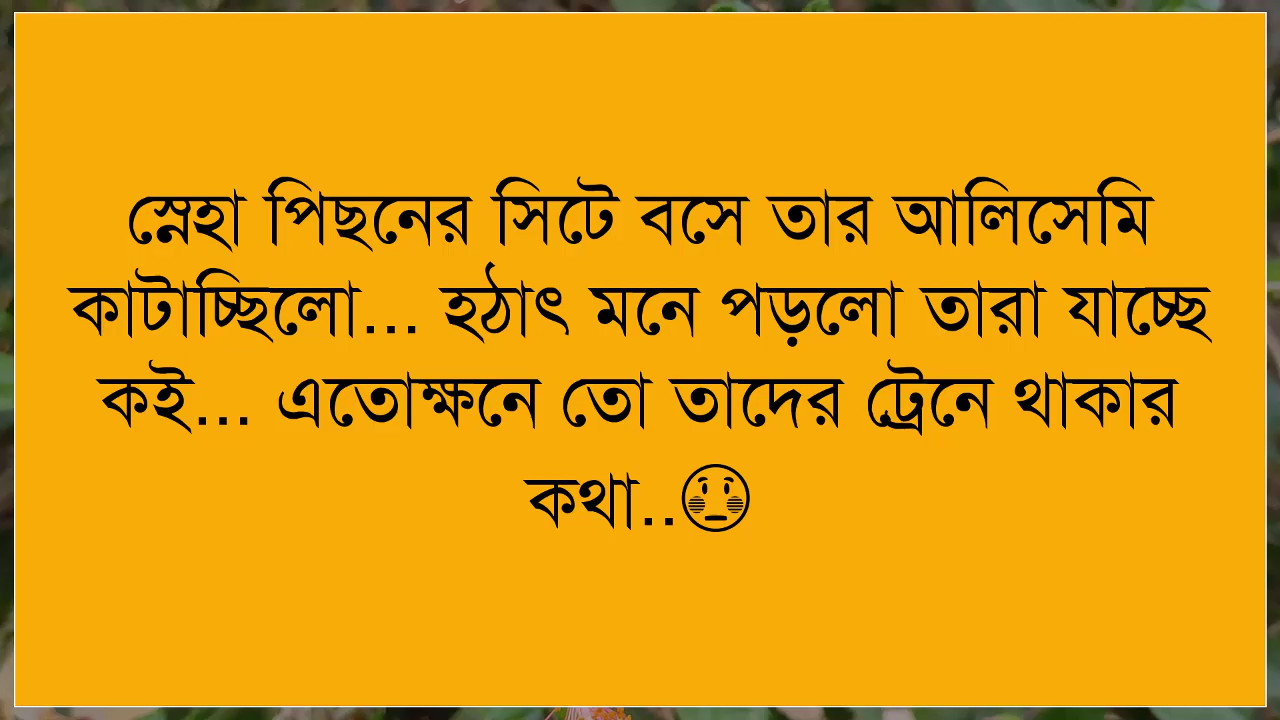 স্নেহা পিছনের সিটে বসে তার আলিসেমি
কাটাচ্ছিলো... হঠাৎ মনে পড়লো তারা যাচ্ছে
কই... এতোক্ষনে তো তাদের ট্রেনে থাকার
কথা..😳